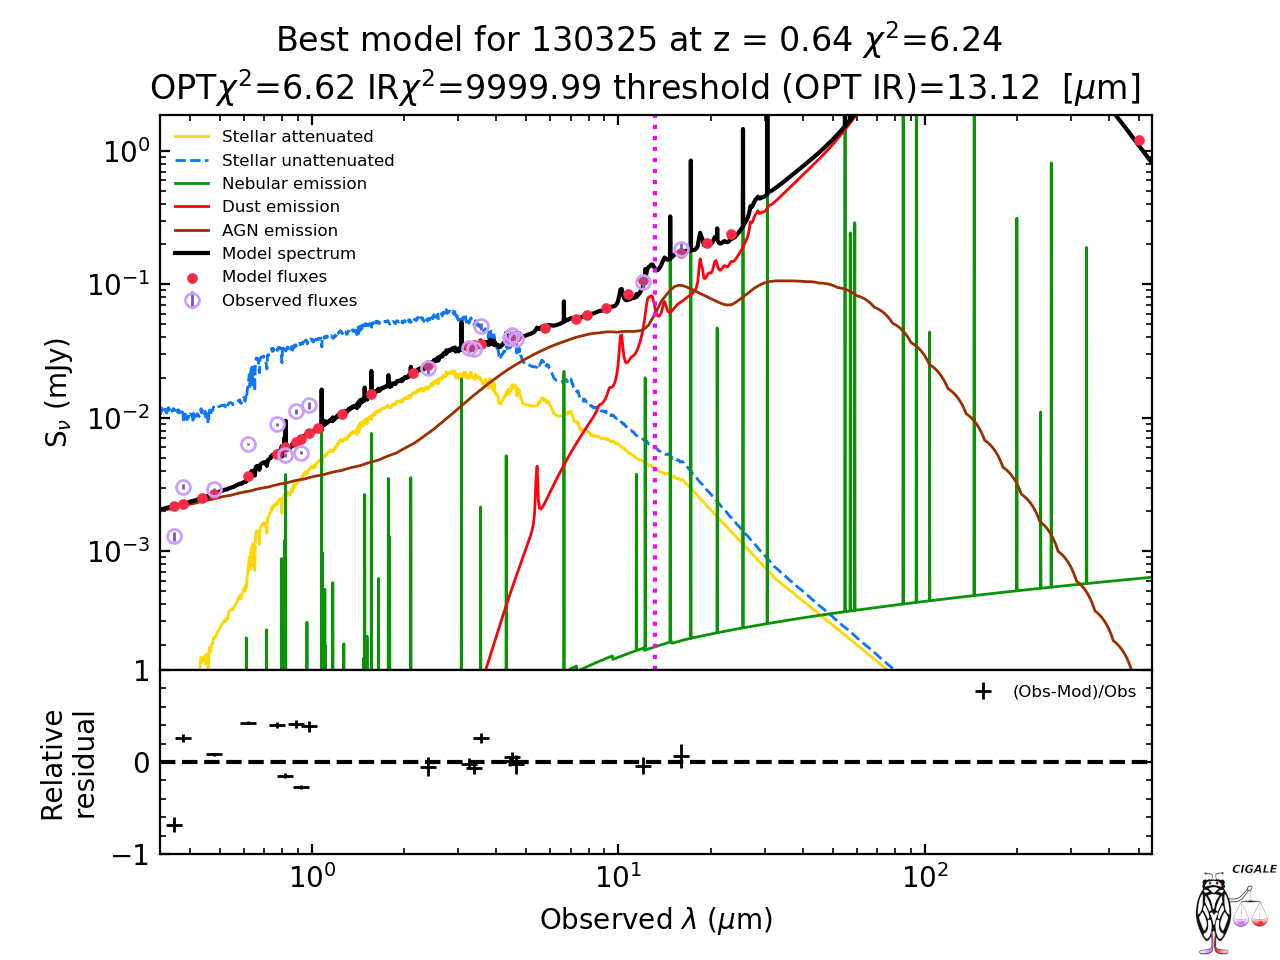 Best model for 130325 at z = 0.64 χ²=6.24
OPTχ²=6.62 IRχ²=9999.99 threshold (OPT IR)=13.12 [μm]
Stellar attenuated
Stellar unattenuated
Nebular emission
Dust emission
AGN emission
Model spectrum
Model fluxes
Observed fluxes
10⁰
10⁻¹
10⁻²
10⁻³
S_ν (mJy)
1
0
−1
Relative
residual
(Obs-Mod)/Obs
10⁰ 10¹ 10²
Observed λ (μm)
CIGALE